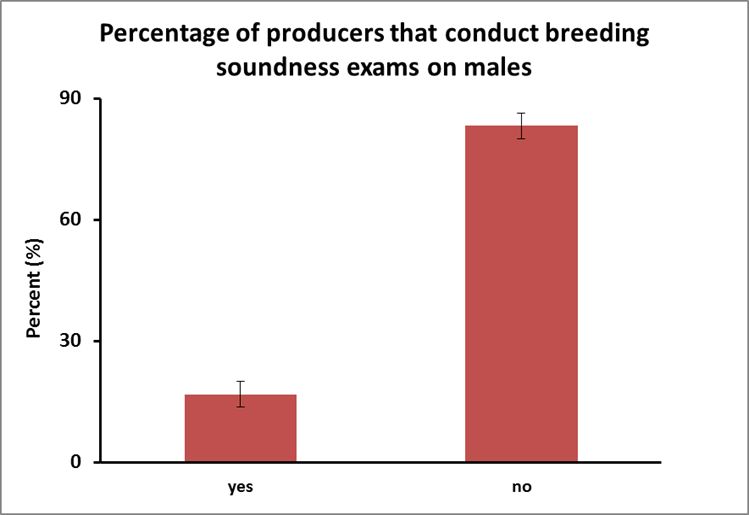 Percentage of producers that conduct breeding
soundness exams on males
90
60
30
0
Percent (%)
yes
no